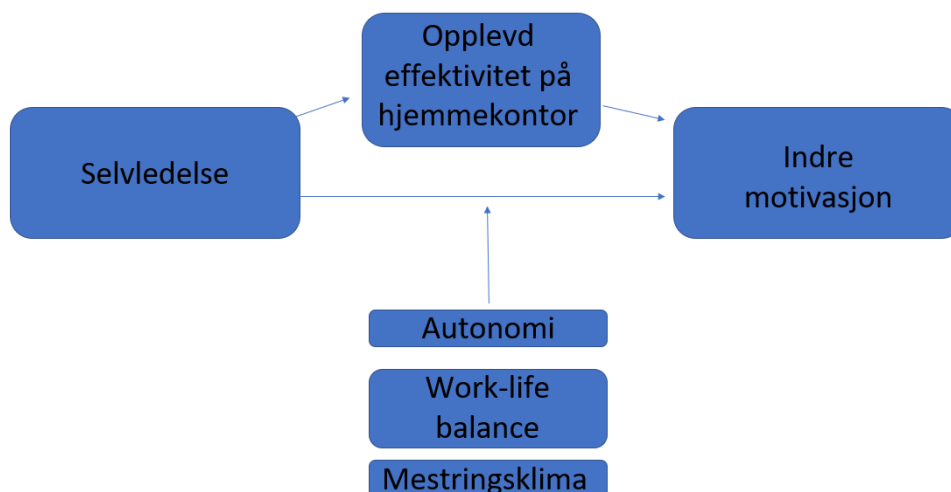 Opplevd
effektivitet på
hjemmekontor
Selvledelse
Indre
motivasjon
Autonomi
Work-life
balance
Mestringsklima